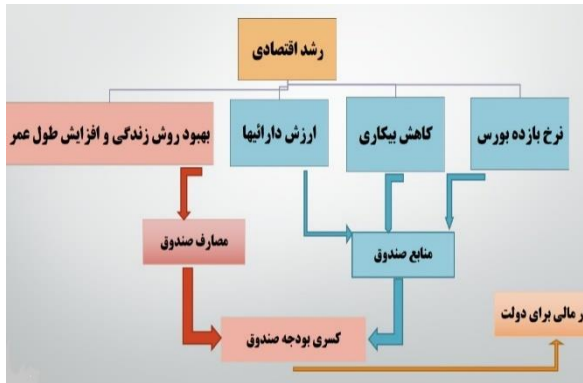 رشد اقتصادی
نرخ بازده بورس
کاهش بیکاری
ارزش دارائیها
بهبود روش زندگی و افزایش طول عمر
منابع صندوق
مصارف صندوق
ر مالی برای دولت
کسری بودجه صندوق